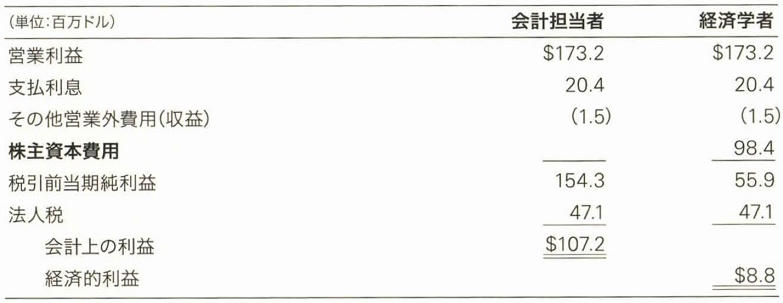 (単位:百万ドル) 会計担当者 経済学者
営業利益 $173.2 $173.2
支払利息 20.4 20.4
その他営業外費用(収益) (1.5) (1.5)
株主資本費用 98.4
税引前当期純利益 154.3 55.9
法人税 47.1 47.1
会計上の利益 $107.2
経済的利益 $8.8